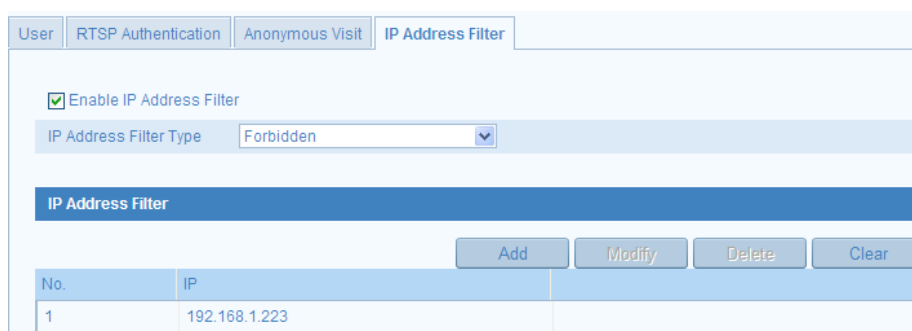 User RTSP Authentication Anonymous Visit IP Address Filter
Enable IP Address Filter
IP Address Filter Type Forbidden
IP Address Filter
Add Modify Delete Clear
No. IP
1 192.168.1.223